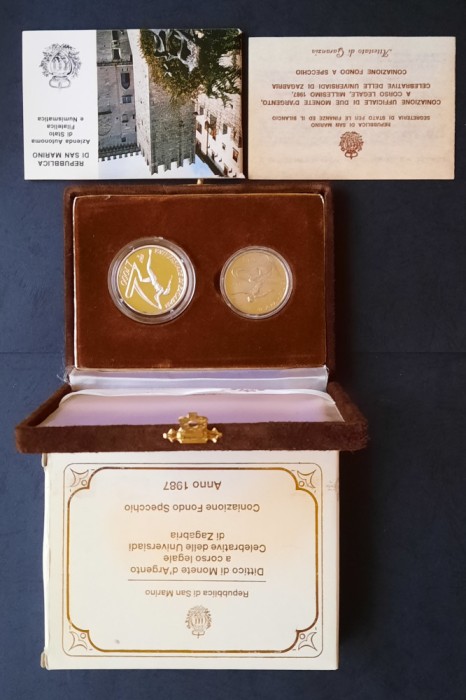 REPUBBLICA
DI SAN MARINO
Azienda Autonoma
di Stato
Filatelica
e Numismatica
REPUBBLICA DI SAN MARINO
SEGRETERIA DI STATO PER LE FINANZE ED IL BILANCIO
CONIAZIONE OFFICIALE DI DUE MONETE D'ARGENTO,
A CORSO LEGALE, MILLESIMO 1987,
CELEBRATIVE DELLE UNIVERSIADI DI ZAGABRIA
CONIAZIONE FONDO A SPECCHIO
Attestato di Garanzia
Repubblica di San Marino
Dittico di Monete d'Argento
a corso legale
Celebrative delle Universiadi
di Zagabria
Coniazione Fondo Specchio
Anno 1987